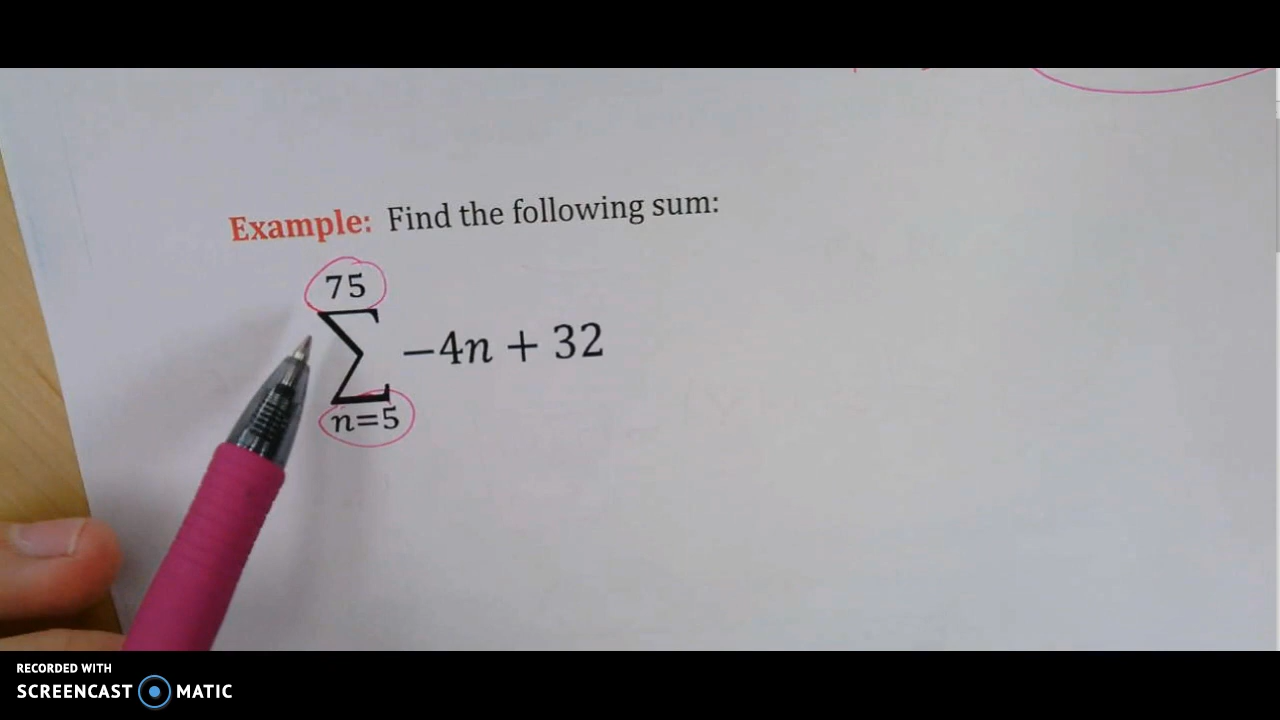 Example: Find the following sum:
75
∑ −4n + 32
n=5
RECORDED WITH
SCREENCAST MATIC